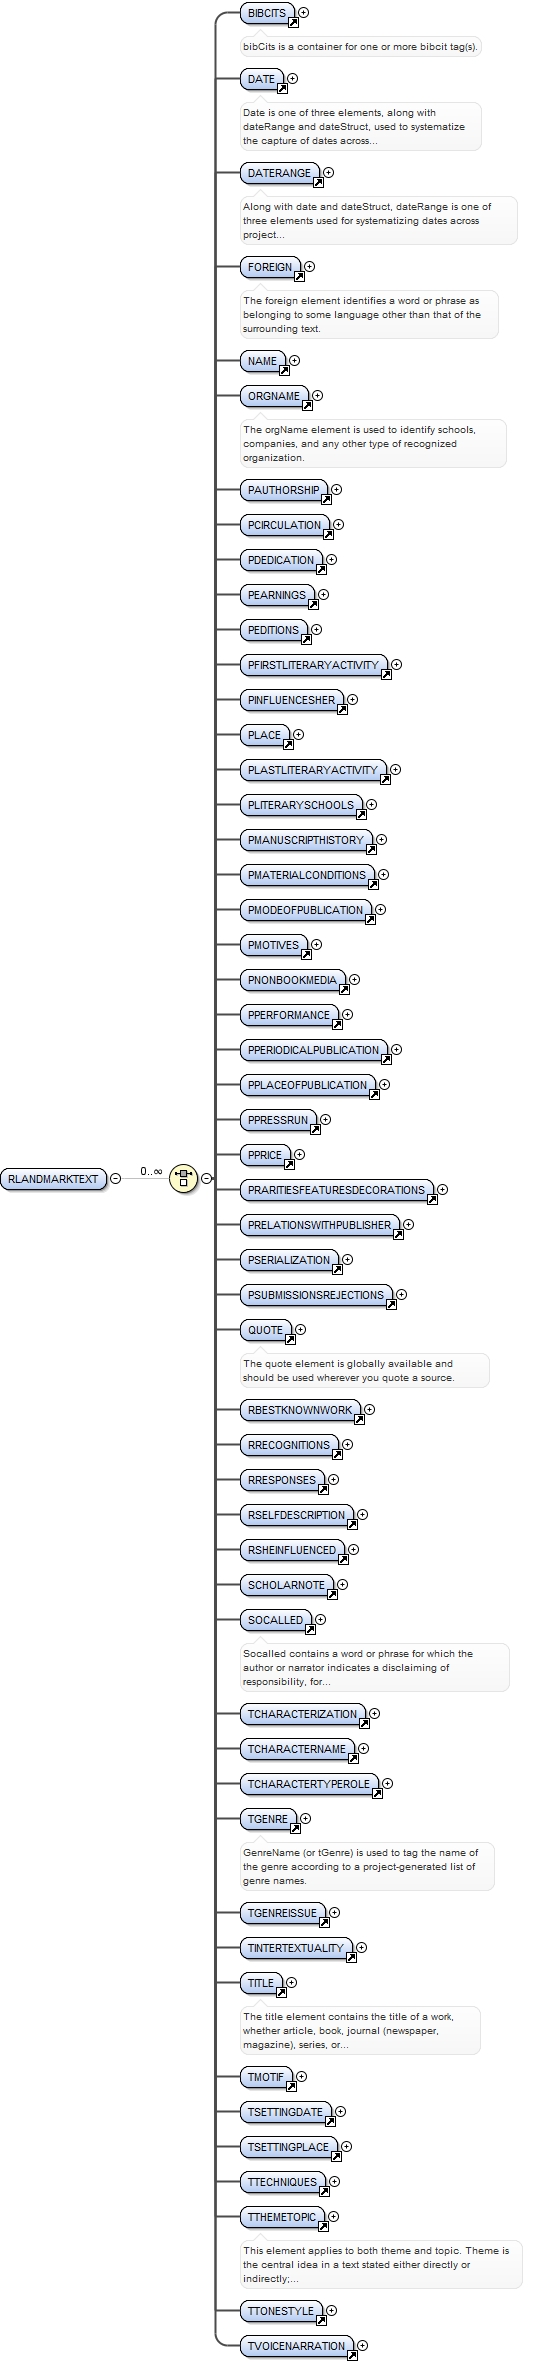 BIBCITS
bibCits is a container for one or more bibcit tag(s).
DATE
Date is one of three elements, along with
dateRange and dateStruct, used to systematize
the capture of dates across...
DATERANGE
Along with date and dateStruct, dateRange is one of
three elements used for systematizing dates across
project...
FOREIGN
The foreign element identifies a word or phrase as
belonging to some language other than that of the
surrounding text.
NAME
ORGNAME
The orgName element is used to identify schools,
companies, and any other type of recognized
organization.
PAUTHORSHIP
PCIRCULATION
PDEDICATION
PEARNINGS
PEDITIONS
PFIRSTLITERARYACTIVITY
PINFLUENCESHER
PLACE
PLASTLITERARYACTIVITY
PLITERARYSCHOOLS
PMANUSCRIPTHISTORY
PMATERIALCONDITIONS
PMODEOFPUBLICATION
PMOTIVES
PNONBOOKMEDIA
PPERFORMANCE
PPERIODICALPUBLICATION
PPLACEOFPUBLICATION
PPRESSRUN
PPRICE
RLANDMARKTEXT 0..∞
PRARITIESFEATURESDECORATIONS
PRELATIONSWITHPUBLISHER
PSERIALIZATION
PSUBMISSIONSREJECTIONS
QUOTE
The quote element is globally available and
should be used wherever you quote a source.
RBESTKNOWNWORK
RRECOGNITIONS
RRESPONSES
RSELFDESCRIPTION
RSHEINFLUENCED
SCHOLARNOTE
SOCALLED
Socalled contains a word or phrase for which the
author or narrator indicates a disclaiming of
responsibility, for...
TCHARACTERIZATION
TCHARACTERNAME
TCHARACTERTYPEROLE
TGENRE
GenreName (or tGenre) is used to tag the name of
the genre according to a project-generated list of
genre names.
TGENREISSUE
TINTERTEXTUALITY
TITLE
The title element contains the title of a work,
whether article, book, journal (newspaper,
magazine), series, or...
TMOTIF
TSETTINGDATE
TSETTINGPLACE
TTECHNIQUES
TTHEMETOPIC
This element applies to both theme and topic. Theme is
the central idea in a text stated either directly or
indirectly;...
TTONESTYLE
TVOICENARRATION